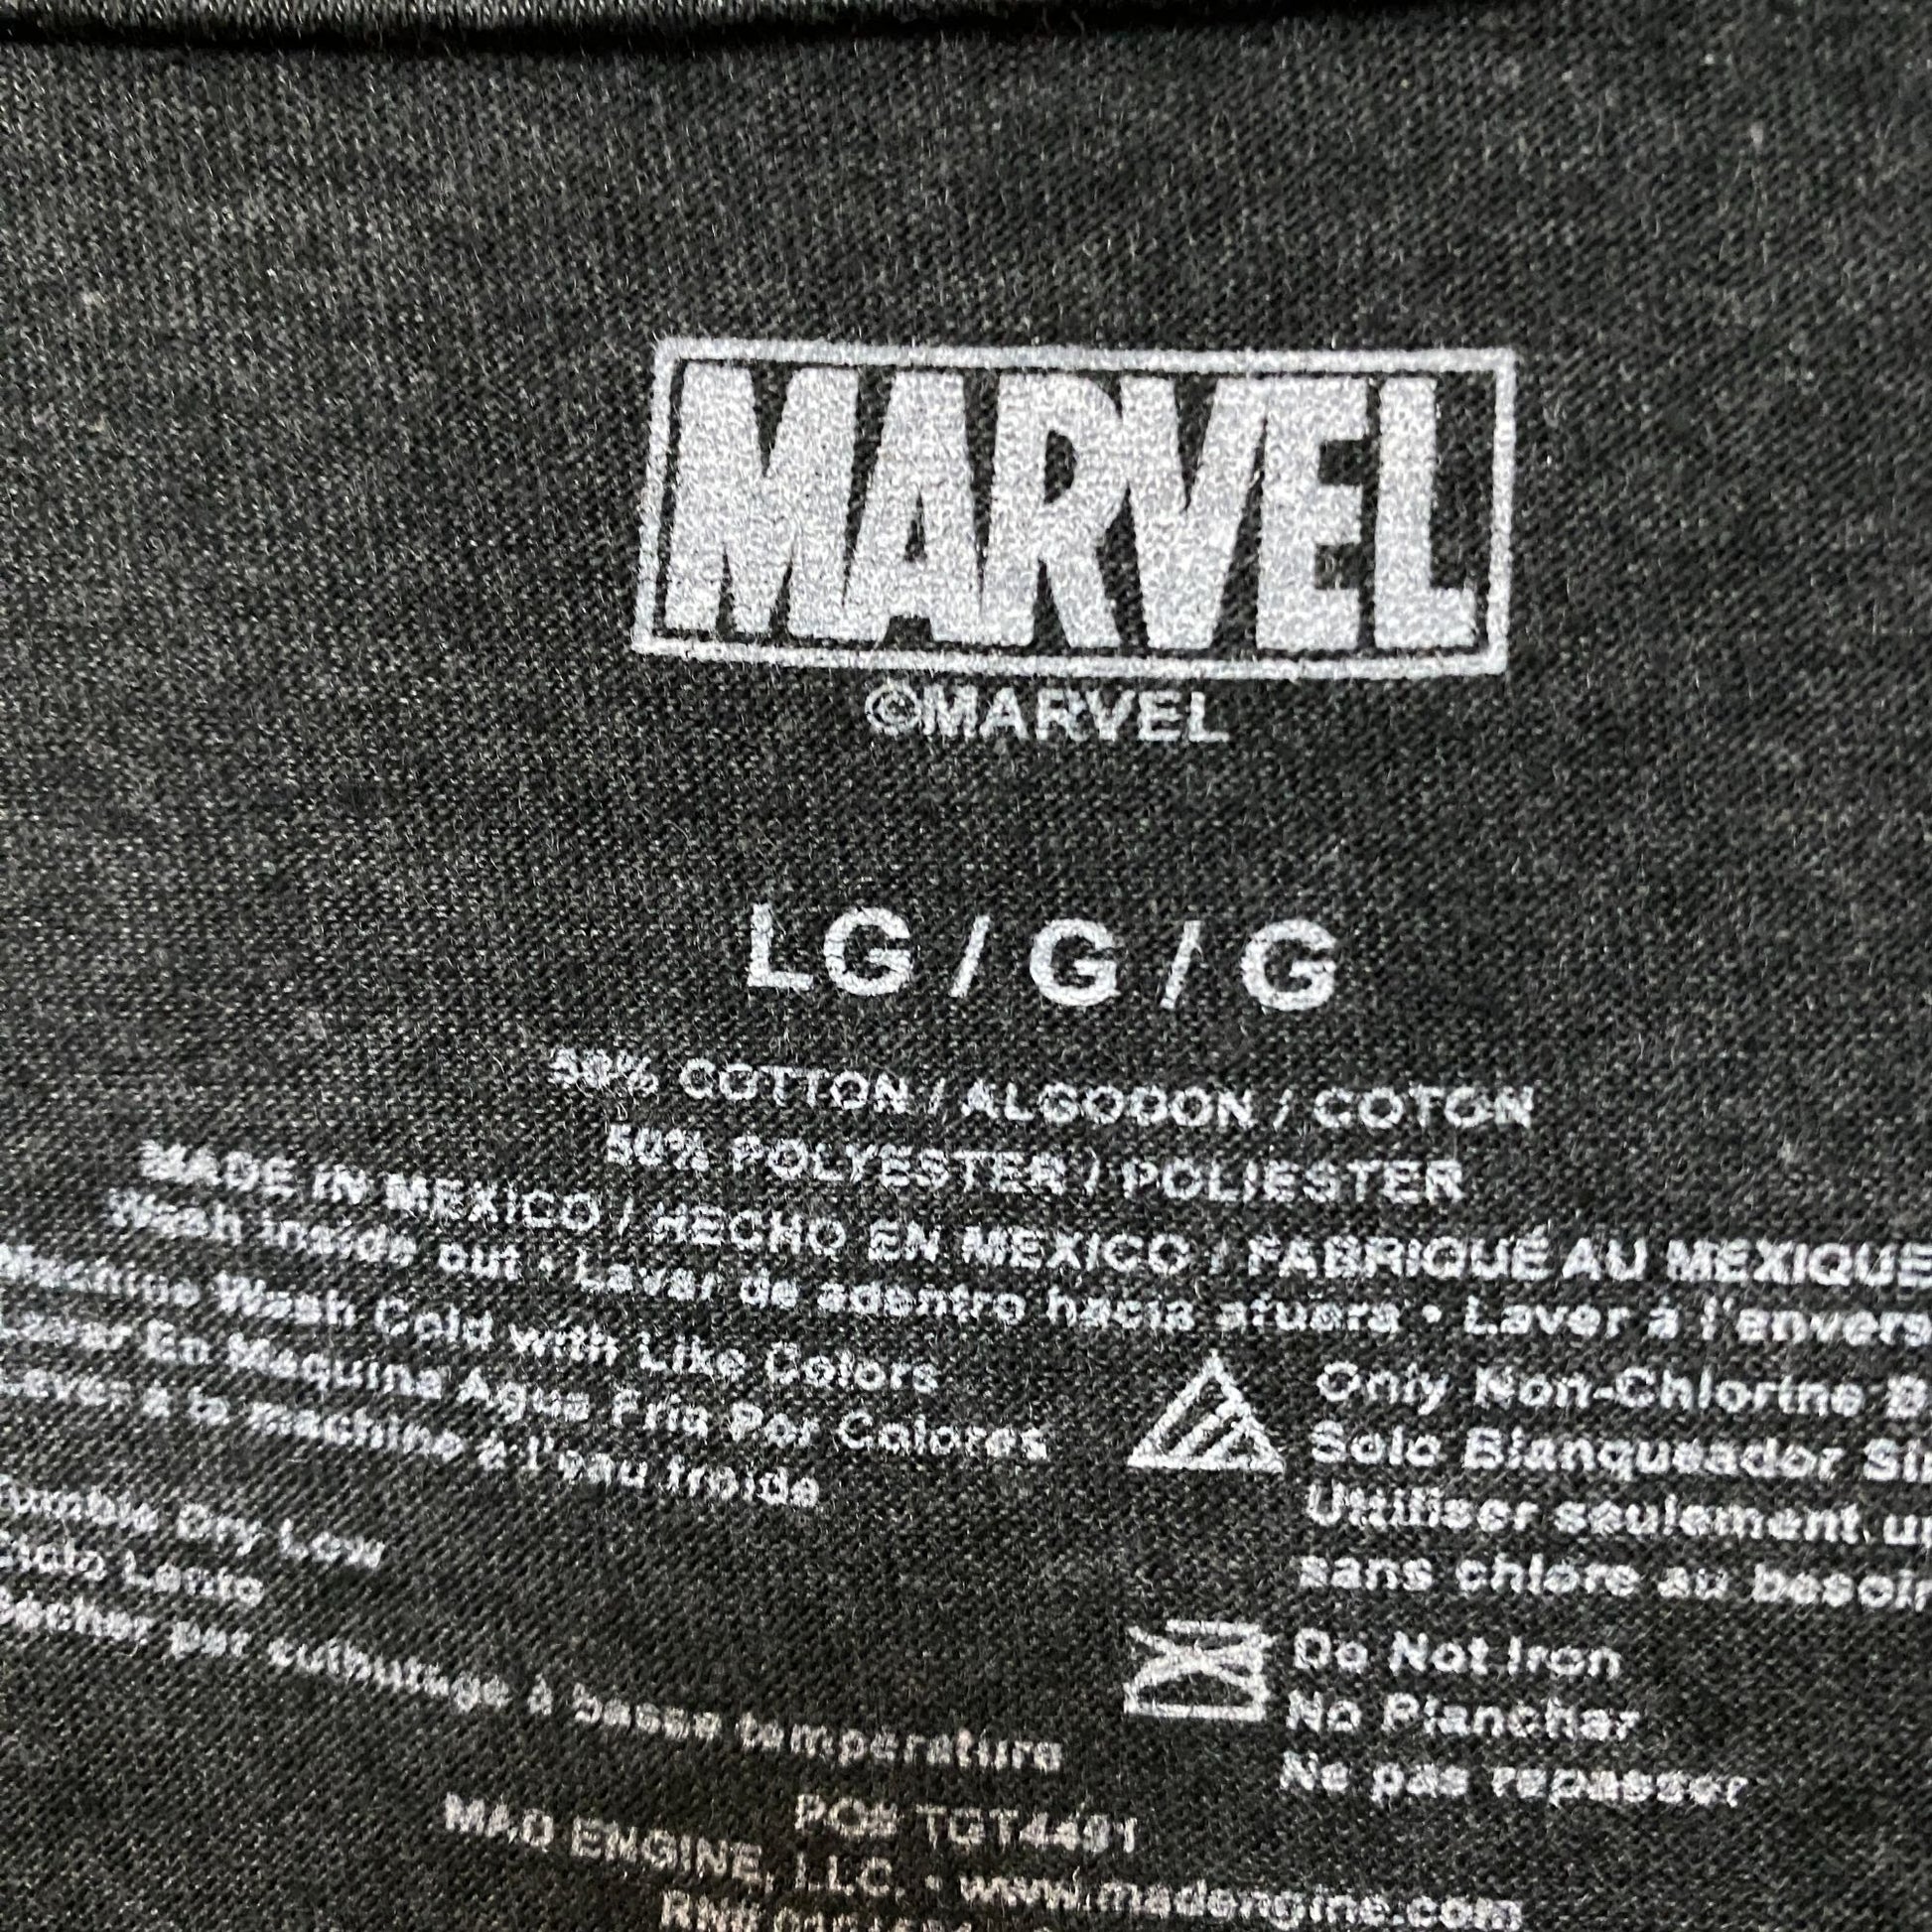 MARVEL
©MARVEL
LG / G / G
50% COTTON / ALGODON / COTON
50% POLYESTER / POLIESTER
MADE IN MEXICO / HECHO EN MEXICO / FABRIQUÉ AU MEXIQUE
Wash inside out • Lavar de adentro hacia afuera • Laver à l'envers
Machine Wash Cold with Like Colors
Lavar En Maquina Agua Fria Por Colores
Laver à la machine à l'eau froide
Only Non-Chlorine
Solo Blanqueador
Utiliser seulement
sans chlore au
Tumble Dry Low
Lento
Sécher par culbutage à basse température
Do Not Iron
No Planchar
Ne pas repasser
PO# TGT4491
MAD ENGINE, LLC. • www.madengine.com